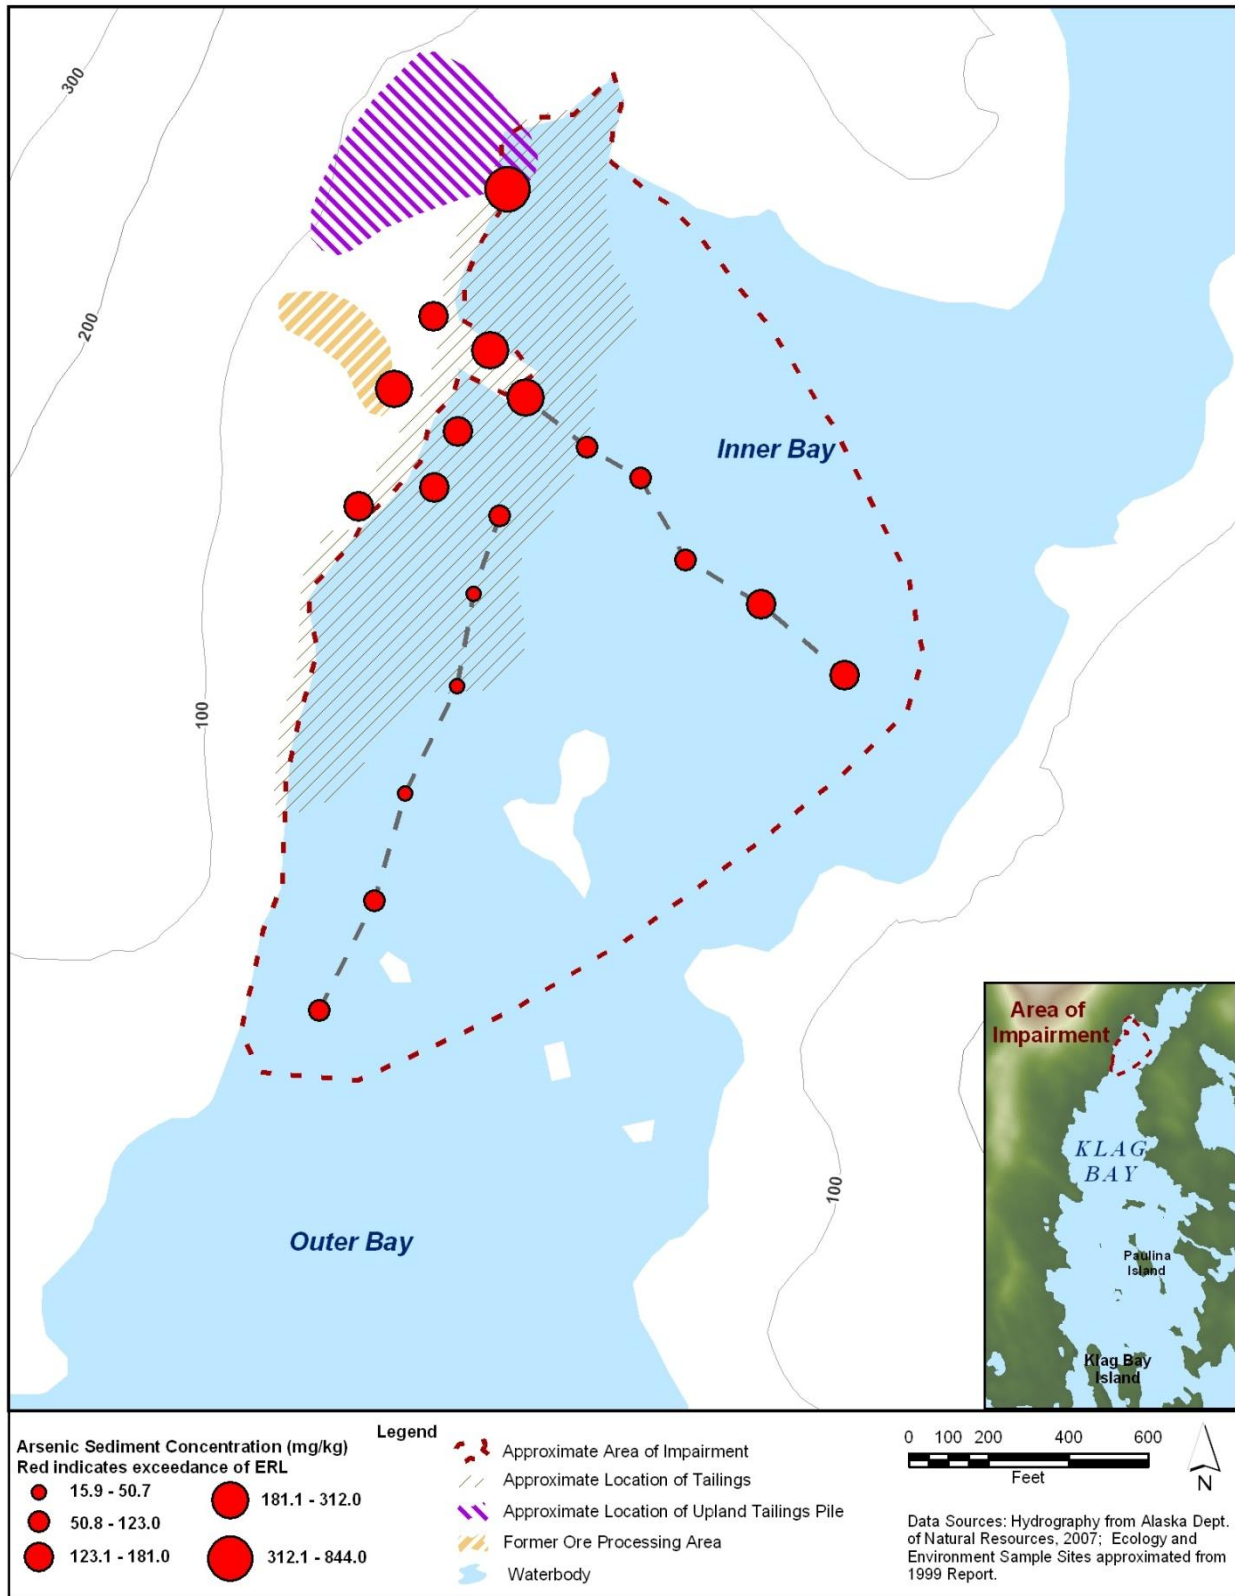 300
200
Inner Bay
100
100
Outer Bay
Area of
Impairment
KLAG
BAY
Paulina
Island
Klag Bay
Island
Legend
Arsenic Sediment Concentration (mg/kg)
Red indicates exceedance of ERL
15.9 - 50.7
50.8 - 123.0
123.1 - 181.0
181.1 - 312.0
312.1 - 844.0
Approximate Area of Impairment
Approximate Location of Tailings
Approximate Location of Upland Tailings Pile
Former Ore Processing Area
Waterbody
0 100 200 400 600
Feet
N
Data Sources: Hydrography from Alaska Dept.
of Natural Resources, 2007; Ecology and
Environment Sample Sites approximated from
1999 Report.